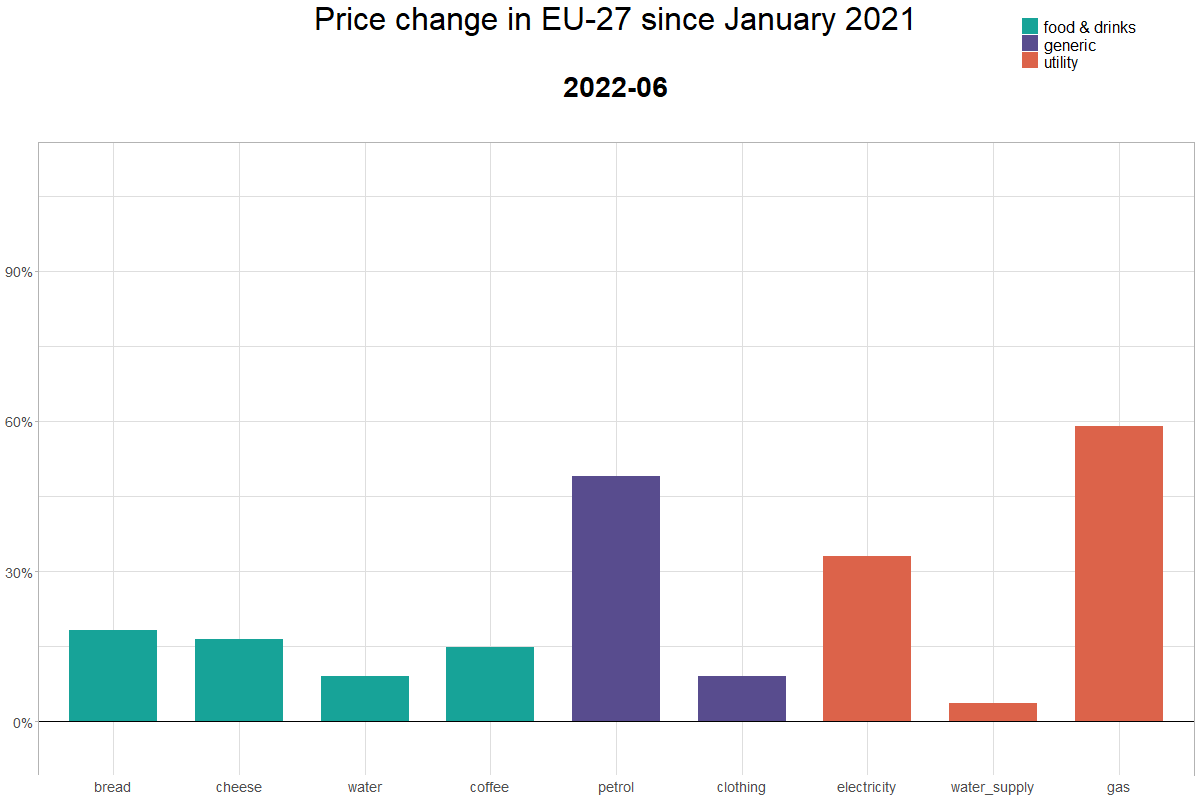 Price change in EU-27 since January 2021
food & drinks
generic
utility
2022-06
90%
60%
30%
0%
bread cheese water coffee petrol clothing electricity water_supply gas